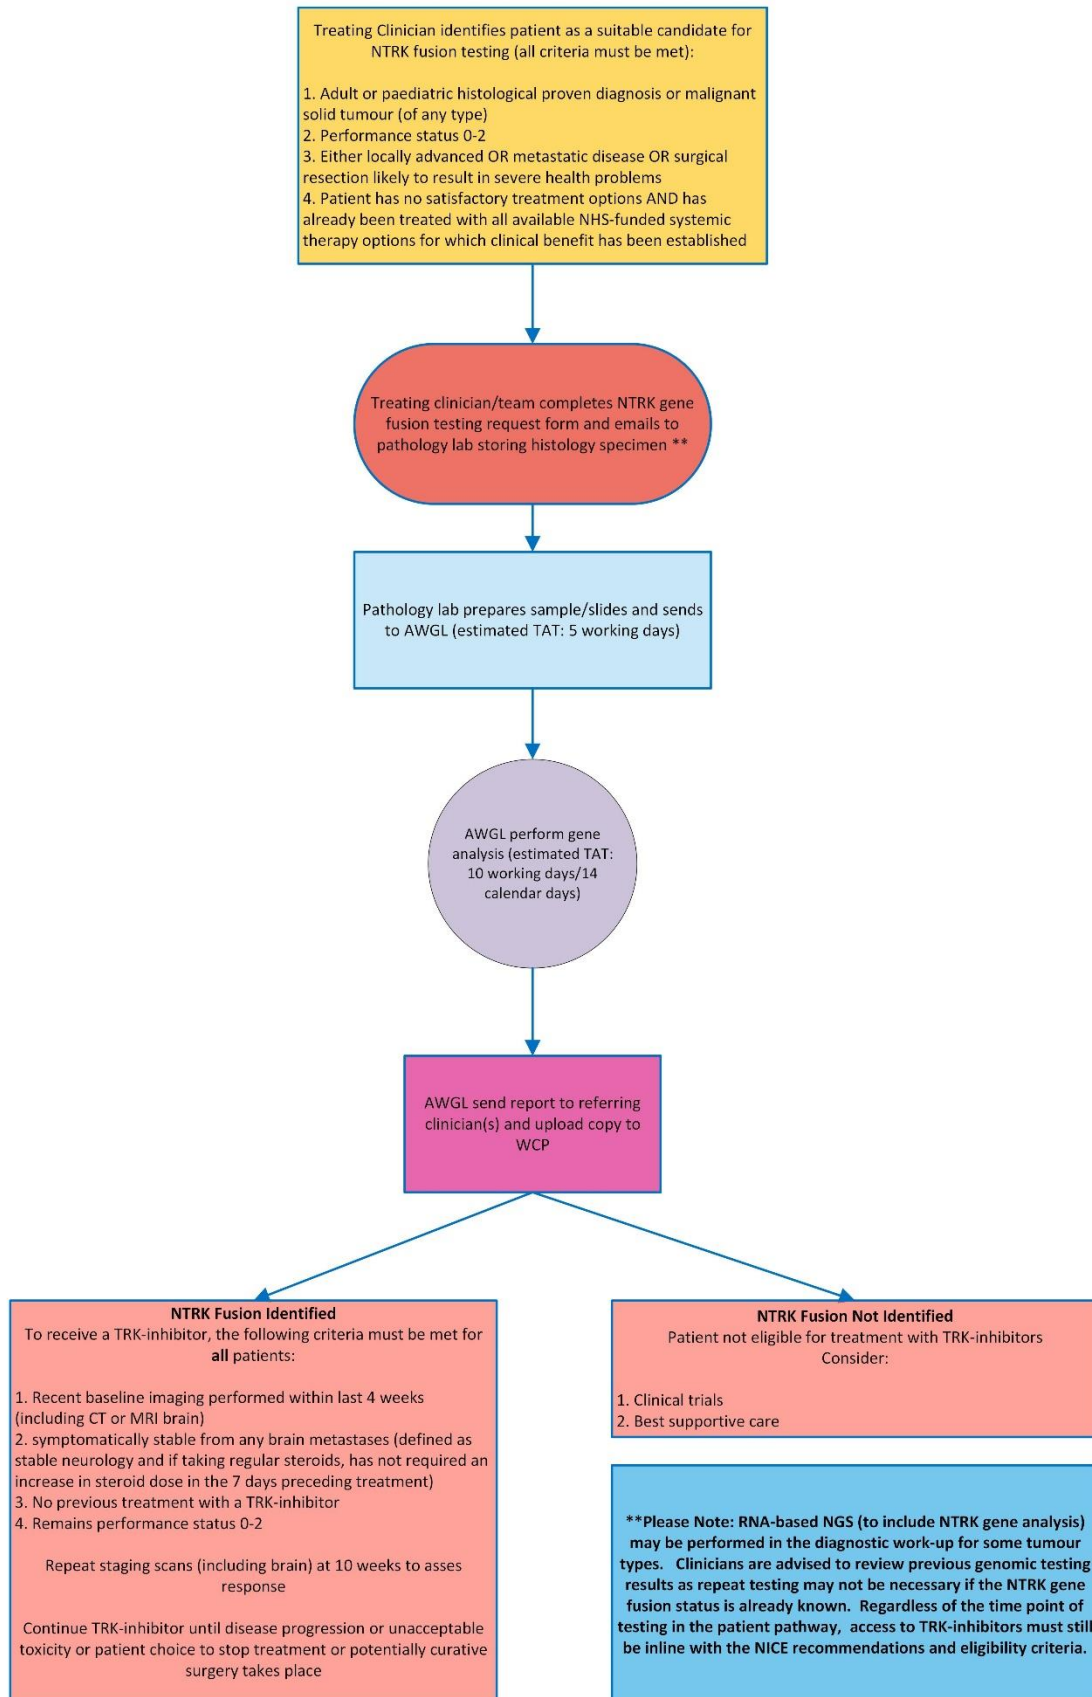 Treating Clinician identifies patient as a suitable candidate for
NTRK fusion testing (all criteria must be met):
1. Adult or paediatric histological proven diagnosis or malignant
solid tumour (of any type)
2. Performance status 0-2
3. Either locally advanced OR metastatic disease OR surgical
resection likely to result in severe health problems
4. Patient has no satisfactory treatment options AND has
already been treated with all available NHS-funded systemic
therapy options for which clinical benefit has been established
Treating clinician/team completes NTRK gene
fusion testing request form and emails to
pathology lab storing histology specimen **
Pathology lab prepares sample/slides and sends
to AWGL (estimated TAT: 5 working days)
AWGL perform gene
analysis (estimated TAT:
10 working days/14
calendar days)
AWGL send report to referring
clinician(s) and upload copy to
WCP
NTRK Fusion Identified
To receive a TRK-inhibitor, the following criteria must be met for
all patients:
1. Recent baseline imaging performed within last 4 weeks
(including CT or MRI brain)
2. symptomatically stable from any brain metastases (defined as
stable neurology and if taking regular steroids, has not required an
increase in steroid dose in the 7 days preceding treatment)
3. No previous treatment with a TRK-inhibitor
4. Remains performance status 0-2
Repeat staging scans (including brain) at 10 weeks to asses
response
Continue TRK-inhibitor until disease progression or unacceptable
toxicity or patient choice to stop treatment or potentially curative
surgery takes place
NTRK Fusion Not Identified
Patient not eligible for treatment with TRK-inhibitors
Consider:
1. Clinical trials
2. Best supportive care
**Please Note: RNA-based NGS (to include NTRK gene analysis)
may be performed in the diagnostic work-up for some tumour
types. Clinicians are advised to review previous genomic testing
results as repeat testing may not be necessary if the NTRK gene
fusion status is already known. Regardless of the time point of
testing in the patient pathway, access to TRK-inhibitors must still
be inline with the NICE recommendations and eligibility criteria.